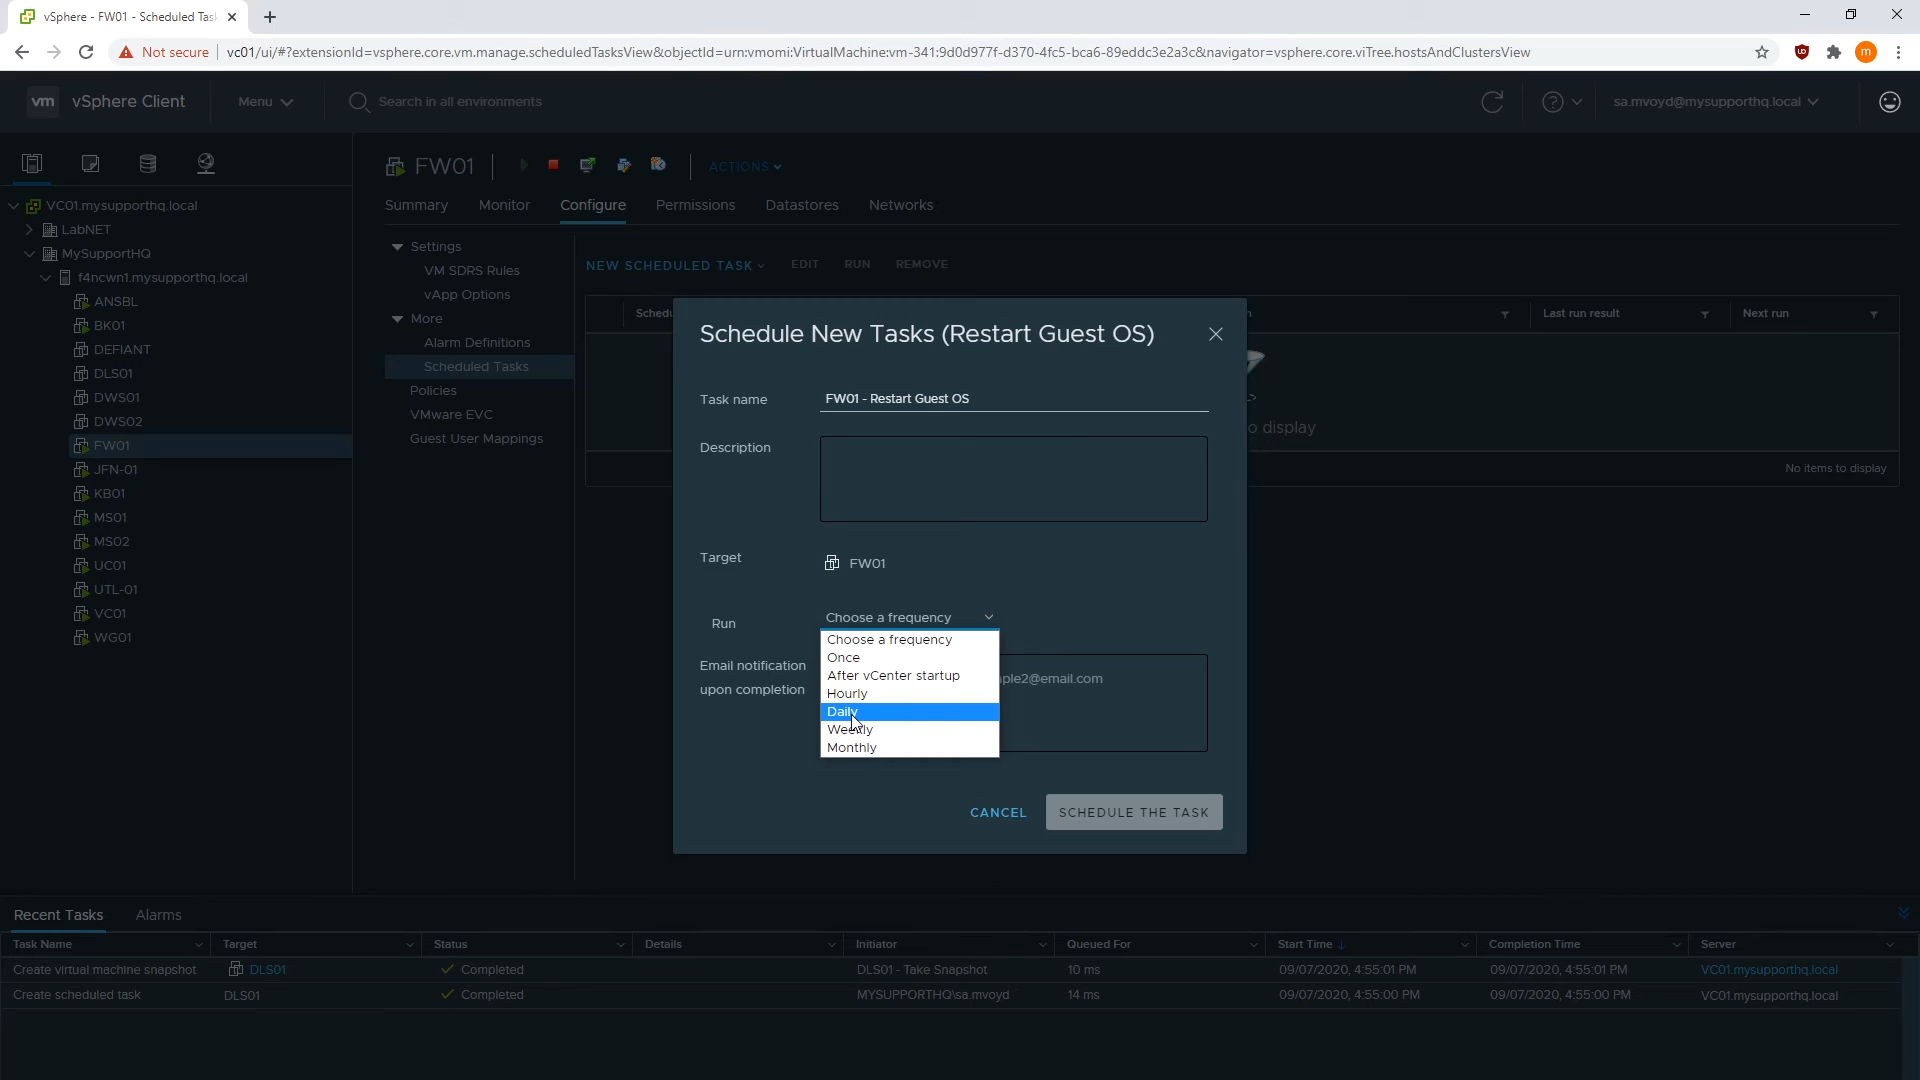 vSphere - FW01 - Scheduled Task
Not secure
vc01/ui/#?extensionId=vsphere.core.vm.manage.scheduledTasksView&objectId=urn:vmomi:VirtualMachine:vm-341:9d0d977f-d370-4fc5-bca6-89eddc3e2a3c&navigator=vsphere.core.viTree.hostsAndClustersView
m
vm vSphere Client Menu Search in all environments sa.mvoyd@mysupporthq.local
FW01 ACTIONS
Summary Monitor Configure Permissions Datastores Networks
VC01.mysupporthq.local
LabNET
MySupportHQ
f4ncwn1.mysupporthq.local
ANSBL
BK01
DEFIANT
DLS01
DWS01
DWS02
FW01
JFN-01
KB01
MS01
MS02
UC01
UTL-01
VC01
WG01
Settings
VM SDRS Rules
vApp Options
More
Alarm Definitions
Scheduled Tasks
Policies
VMware EVC
Guest User Mappings
NEW SCHEDULED TASK EDIT RUN REMOVE
Last run result Next run
No items to display
Schedule New Tasks (Restart Guest OS)
Task name FW01 - Restart Guest OS
Description
Target FW01
Run Choose a frequency
Choose a frequency
Once
After vCenter startup
Hourly
Daily
Weekly
Monthly
Email notification
upon completion
ple2@email.com
CANCEL SCHEDULE THE TASK
o display
Recent Tasks Alarms
Task Name Target Status Details Initiator Queued For Start Time Completion Time Server
Create virtual machine snapshot DLS01 Completed DLS01 - Take Snapshot 10 ms 09/07/2020, 4:55:01 PM 09/07/2020, 4:55:01 PM VC01.mysupporthq.local
Create scheduled task DLS01 Completed MYSUPPORTHQ\sa.mvoyd 14 ms 09/07/2020, 4:55:00 PM 09/07/2020, 4:55:00 PM VC01.mysupporthq.local